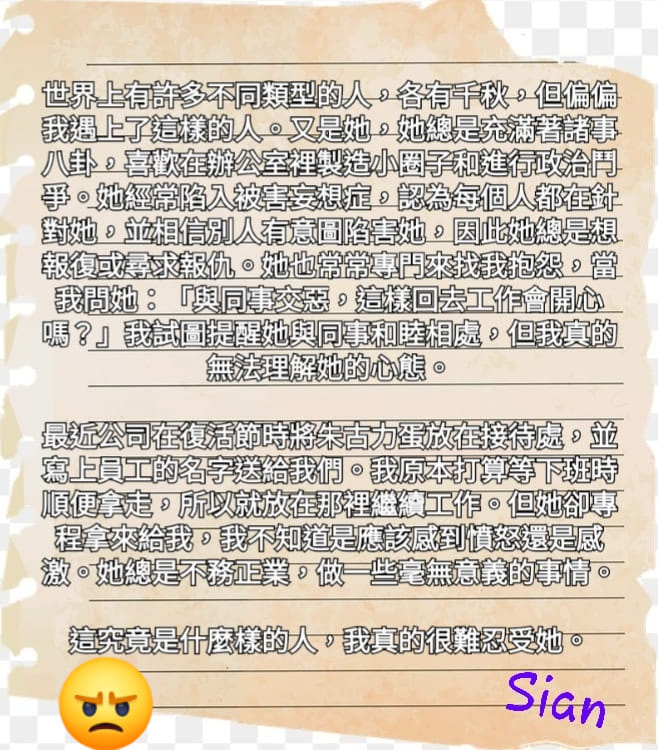 世界上有許多不同類型的人，各有千秋，但偏偏
我遇上了這樣的人。又是她，她總是充滿著諸事
八卦，喜歡在辦公室裡製造小圈子和進行政治鬥
爭。她經常陷入被害妄想症，認為每個人都在針
對她，並相信別人有意圖陷害她，因此她總是想
報復或尋求報仇。她也常常專門來找我抱怨，當
我問她：「與同事交惡，這樣回去工作會開心
嗎？」我試圖提醒她與同事和睦相處，但我真的
無法理解她的心態。
最近公司在復活節時將朱古力蛋放在接待處，並
寫上員工的名字送給我們。我原本打算等下班時
順便拿走，所以就放在那裡繼續工作。但她卻專
程拿來給我，我不知道是應該感到憤怒還是感
激。她總是不務正業，做一些毫無意義的事情。
這究竟是什麼樣的人，我真的很難忍受她。
Sian